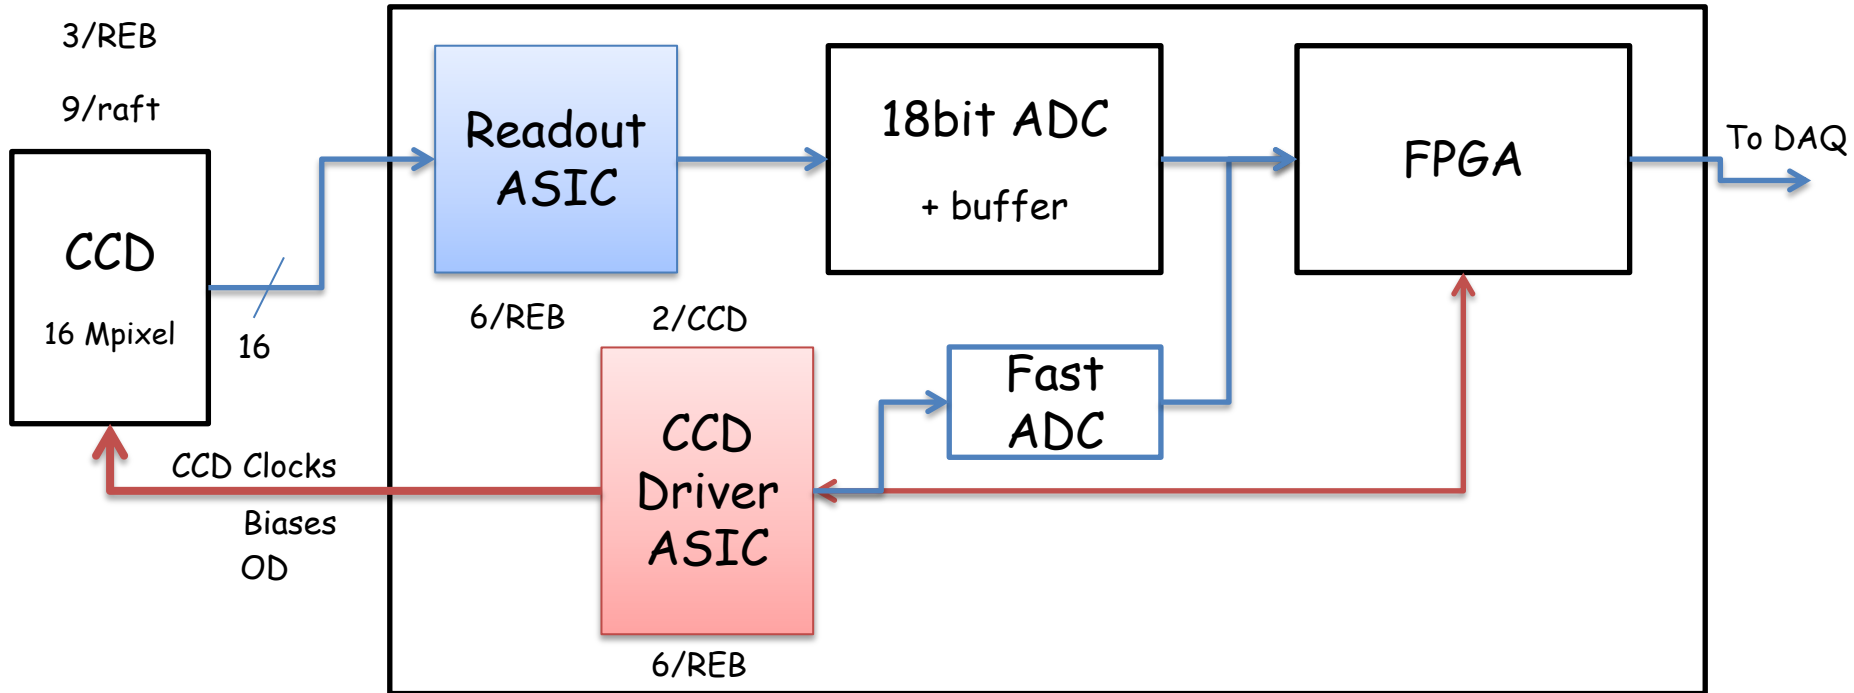 3/REB
9/raft
CCD
16 Mpixel
16
Readout
ASIC
6/REB
18bit ADC
+ buffer
FPGA
To DAQ
2/CCD
CCD
Driver
ASIC
6/REB
Fast
ADC
CCD Clocks
Biases
OD